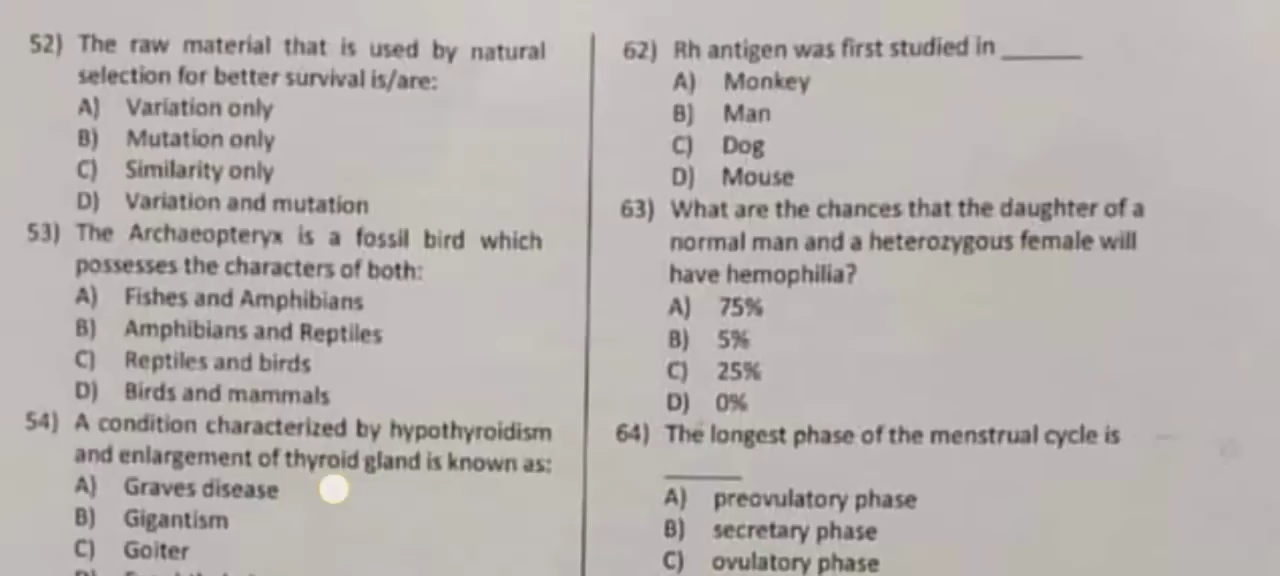 52) The raw material that is used by natural
selection for better survival is/are:
A) Variation only
B) Mutation only
C) Similarity only
D) Variation and mutation
53) The Archaeopteryx is a fossil bird which
possesses the characters of both:
A) Fishes and Amphibians
B) Amphibians and Reptiles
C) Reptiles and birds
D) Birds and mammals
54) A condition characterized by hypothyroidism
and enlargement of thyroid gland is known as:
A) Graves disease
B) Gigantism
C) Goiter
62) Rh antigen was first studied in ______
A) Monkey
B) Man
C) Dog
D) Mouse
63) What are the chances that the daughter of a
normal man and a heterozygous female will
have hemophilia?
A) 75%
B) 5%
C) 25%
D) 0%
64) The longest phase of the menstrual cycle is
______
A) preovulatory phase
B) secretary phase
C) ovulatory phase